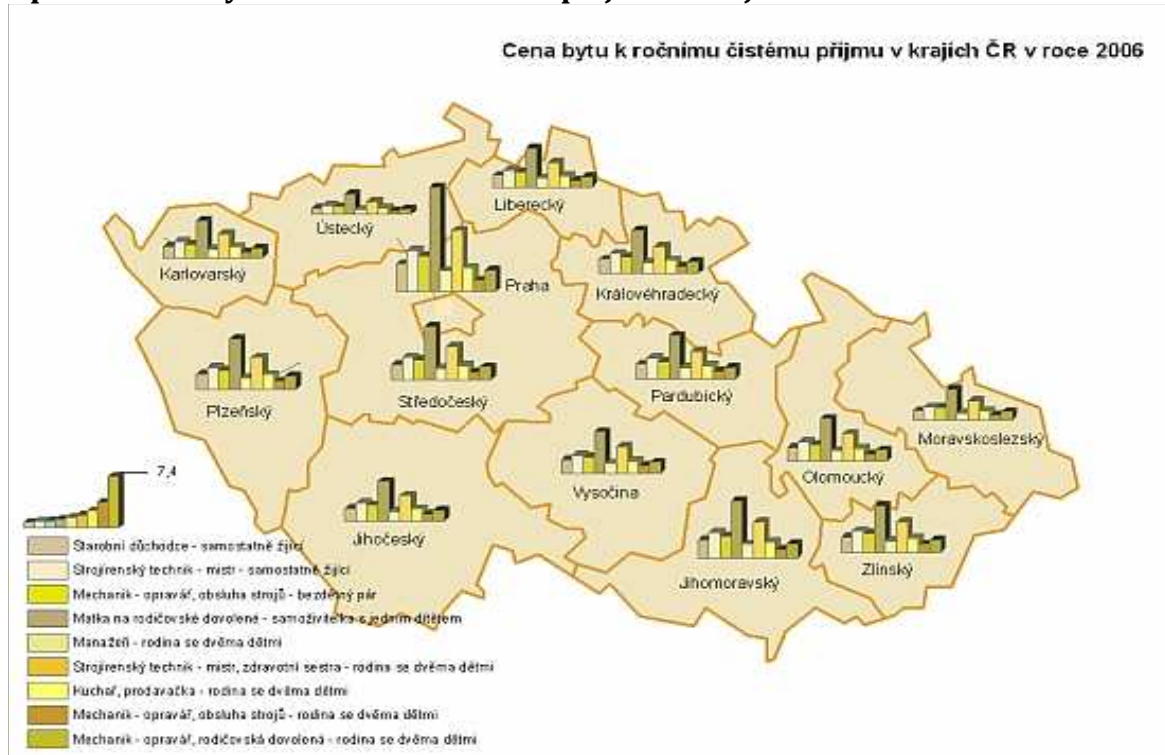 Cena bytu k ročnímu čistému příjmu v krajích ČR v roce 2006
Liberecký
Ústecký
Karlovarský
Praha
Královéhradecký
Plzeňský
Středočeský
Pardubický
Moravskoslezský
Olomoucký
Vysočina
Jihočeský
Jihomoravský
Zlínský
7,4
Starobní důchodce - samostatně žijící
Strojírenský technik - mistr - samostatně žijící
Mechanik - opravář, obsluha strojů - bezdětný pár
Matka na rodičovské dovolené - samoživitelka s jedním dítětem
Manažeři - rodina se dvěma dětmi
Strojírenský technik - mistr, zdravotní sestra - rodina se dvěma dětmi
Kuchař, prodavačka - rodina se dvěma dětmi
Mechanik - opravář, obsluha strojů - rodina se dvěma dětmi
Mechanik - opravář, rodičovská dovolená - rodina se dvěma dětmi